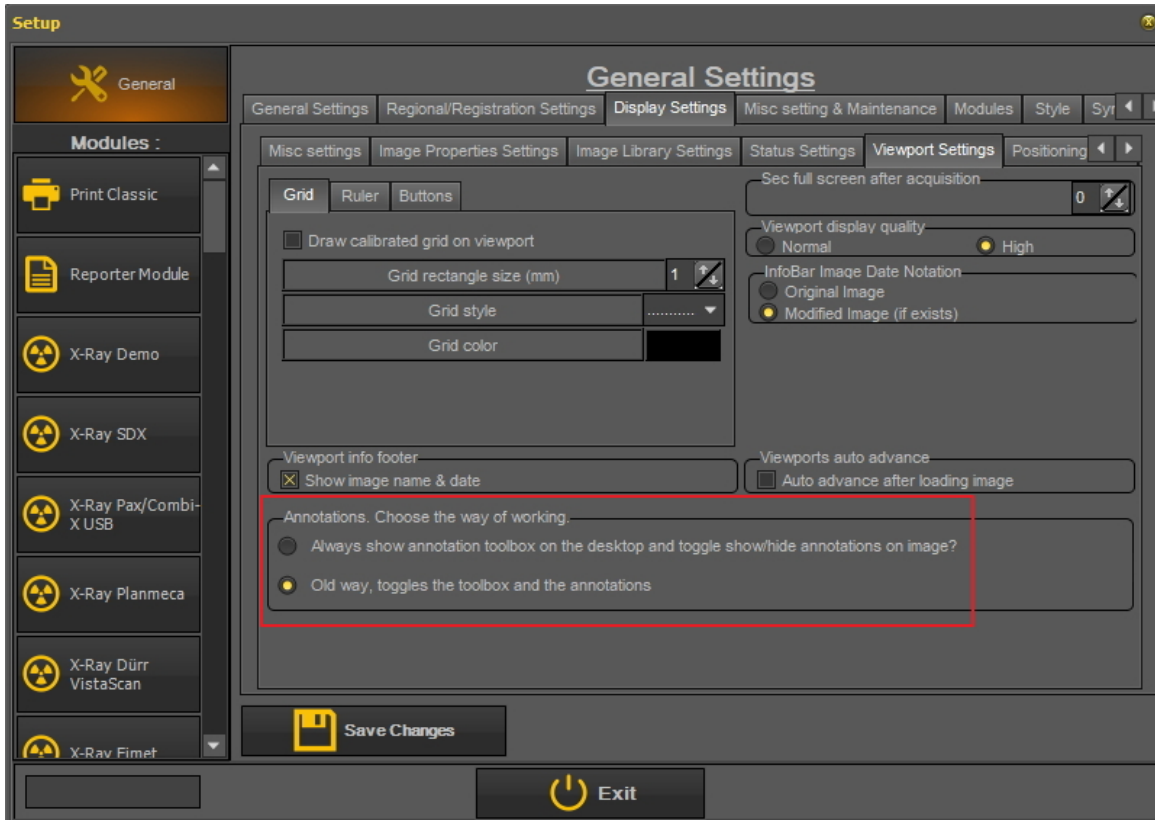 Setup
General
Modules :
Print Classic
Reporter Module
X-Ray Demo
X-Ray SDX
X-Ray Pax/Combi-
X USB
X-Ray Planmeca
X-Ray Dürr
VistaScan
X-Ray Fimet
General Settings
General Settings Regional/Registration Settings Display Settings Misc setting & Maintenance Modules Style
Misc settings Image Properties Settings Image Library Settings Status Settings Viewport Settings Positioning
Grid Ruler Buttons
Draw calibrated grid on viewport
Grid rectangle size (mm) 1
Grid style ...........
Grid color
Sec full screen after acquisition
0
Viewport display quality
Normal High
InfoBar Image Date Notation
Original Image
Modified Image (if exists)
Viewport info footer
Show image name & date
Viewports auto advance
Auto advance after loading image
Annotations. Choose the way of working.
Always show annotation toolbox on the desktop and toggle show/hide annotations on image?
Old way, toggles the toolbox and the annotations
Save Changes
Exit